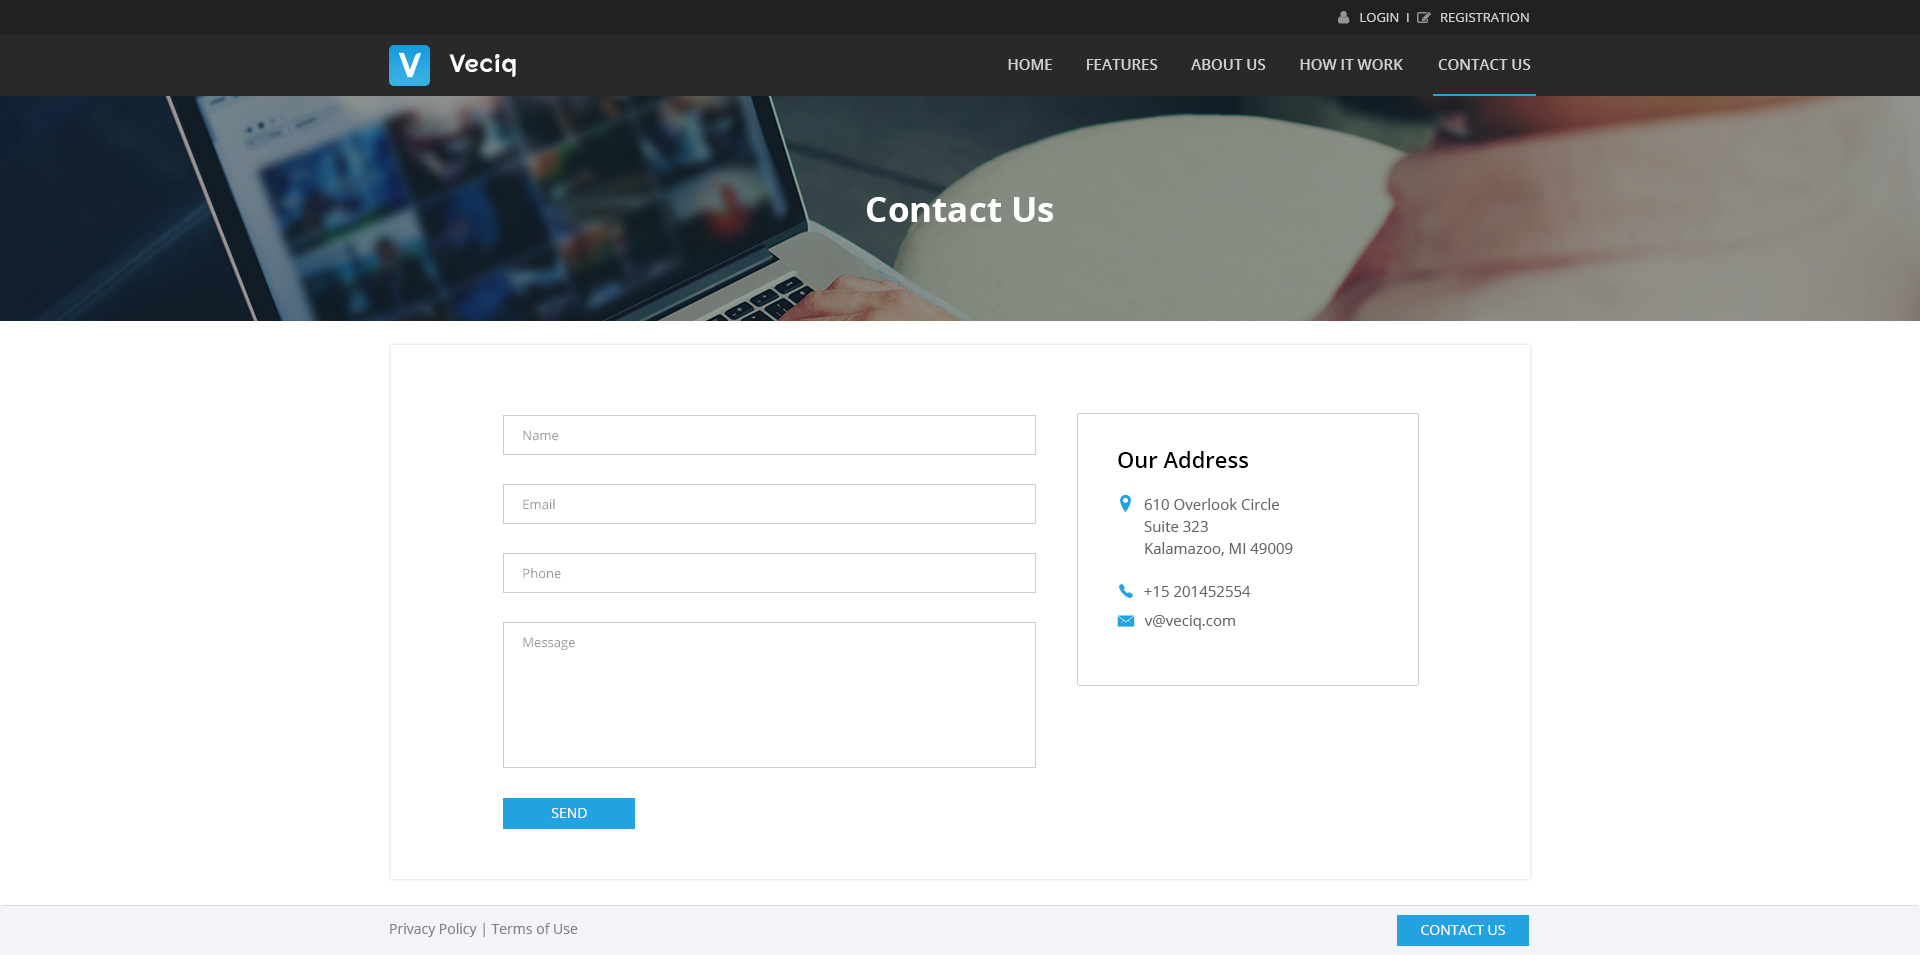 LOGIN I REGISTRATION
V Veciq
HOME FEATURES ABOUT US HOW IT WORK CONTACT US
Contact Us
Name
Email
Phone
Message
SEND
Our Address
610 Overlook Circle
Suite 323
Kalamazoo, MI 49009
+15 201452554
v@veciq.com
Privacy Policy | Terms of Use
CONTACT US